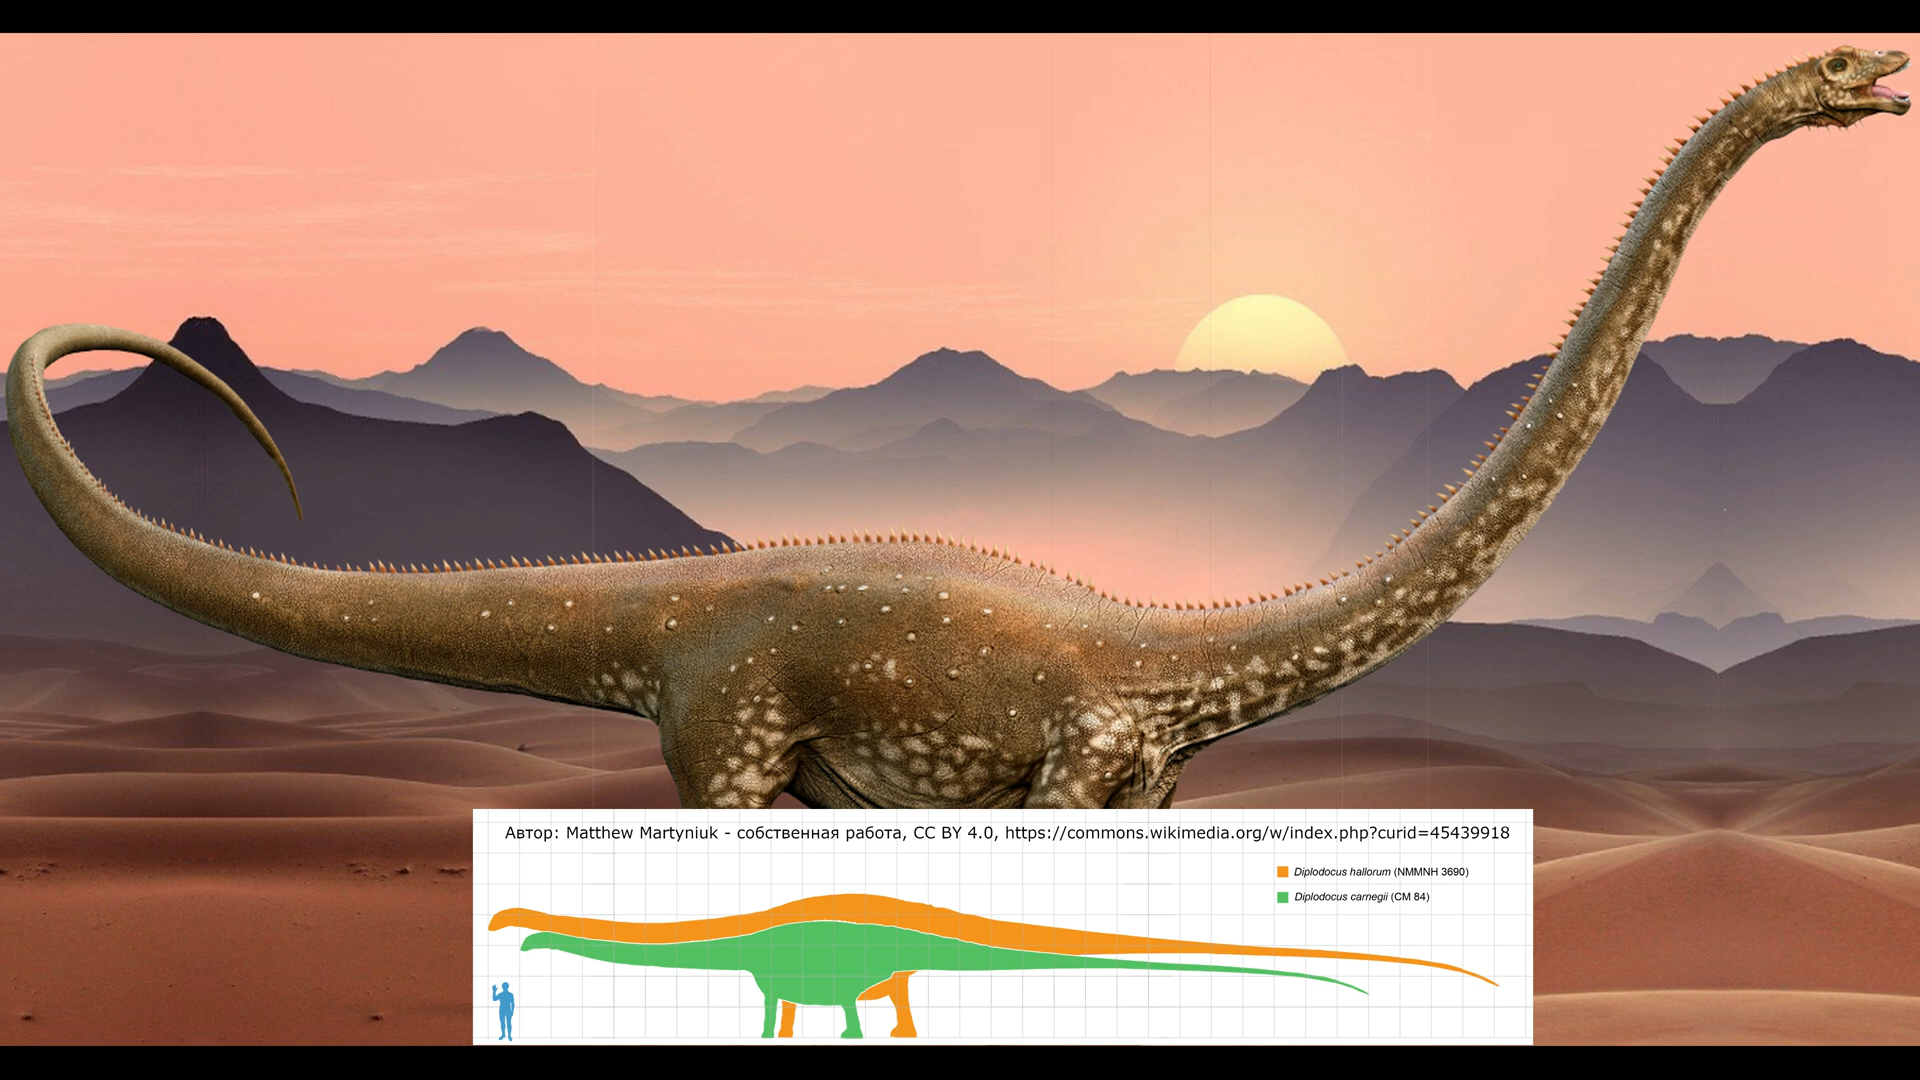 Автор: Matthew Martyniuk - собственная работа, CC BY 4.0, https://commons.wikimedia.org/w/index.php?curid=45439918
Diplodocus hallorum (NMMNH 3690)
Diplodocus carnegii (CM 84)